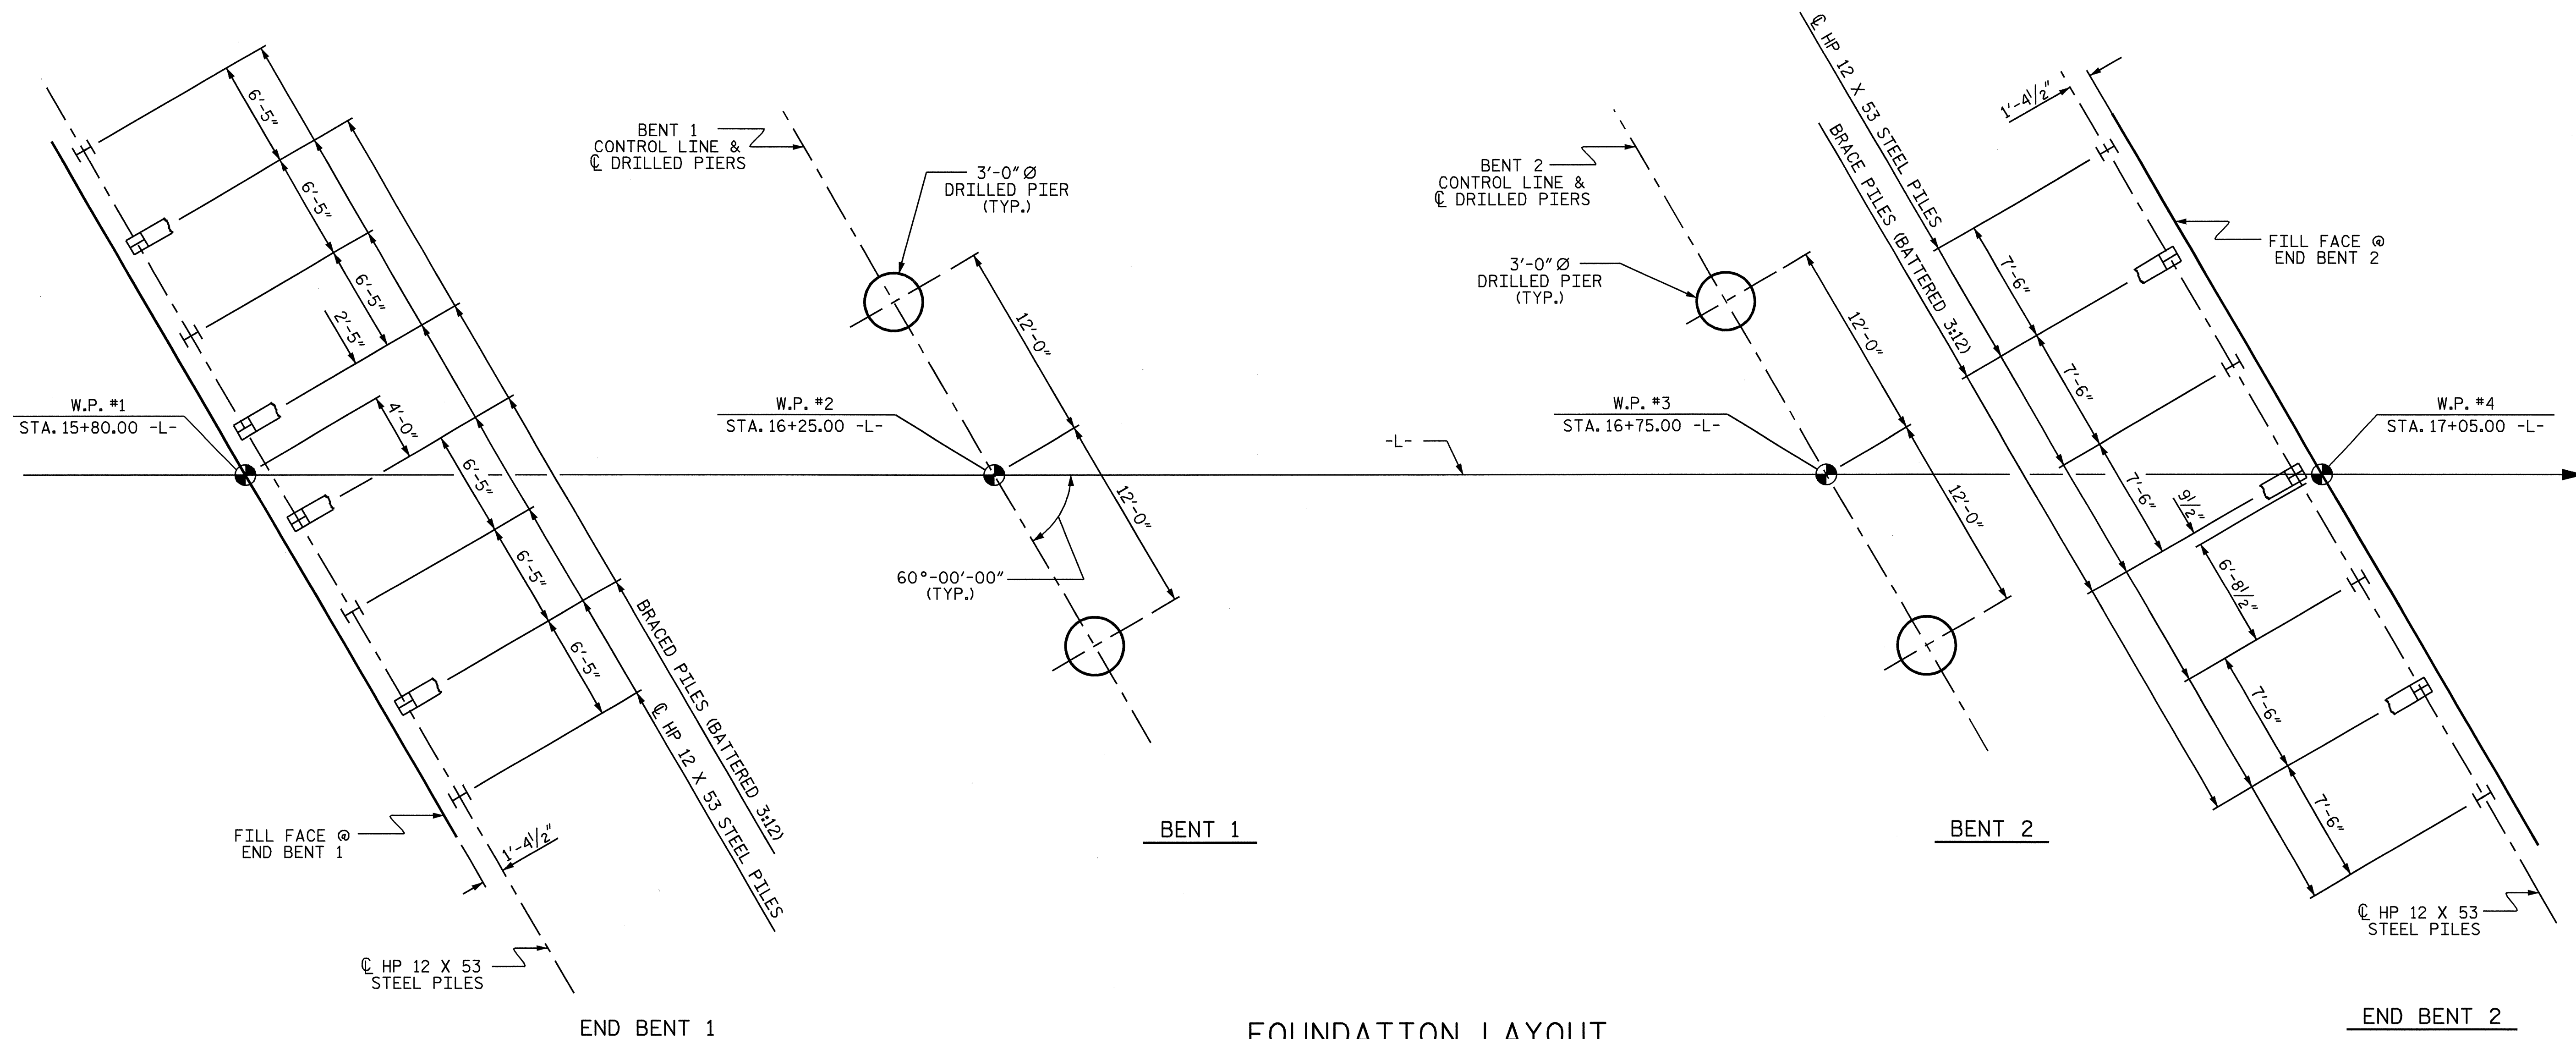 6'-5"
6'-5"
6'-5"
2'-5"
4'-0"
6'-5"
6'-5"
6'-5"
W.P. #1
STA. 15+80.00 -L-
FILL FACE @
END BENT 1
1'-4½"
℄ HP 12 X 53
STEEL PILES
BRACED PILES (BATTERED 3:12)
℄ HP 12 X 53 STEEL PILES
END BENT 1
BENT 1
CONTROL LINE &
℄ DRILLED PIERS
3'-0" Ø
DRILLED PIER
(TYP.)
12'-0"
12'-0"
W.P. #2
STA. 16+25.00 -L-
60°-00'-00"
(TYP.)
BENT 1
-L-
BENT 2
CONTROL LINE &
℄ DRILLED PIERS
3'-0" Ø
DRILLED PIER
(TYP.)
12'-0"
12'-0"
W.P. #3
STA. 16+75.00 -L-
BENT 2
℄ HP 12 X 53 STEEL PILES
BRACE PILES (BATTERED 3:12)
1'-4½"
7'-6"
7'-6"
7'-6"
9½"
6'-8½"
7'-6"
7'-6"
FILL FACE @
END BENT 2
W.P. #4
STA. 17+05.00 -L-
℄ HP 12 X 53
STEEL PILES
END BENT 2
FOUNDATION LAYOUT